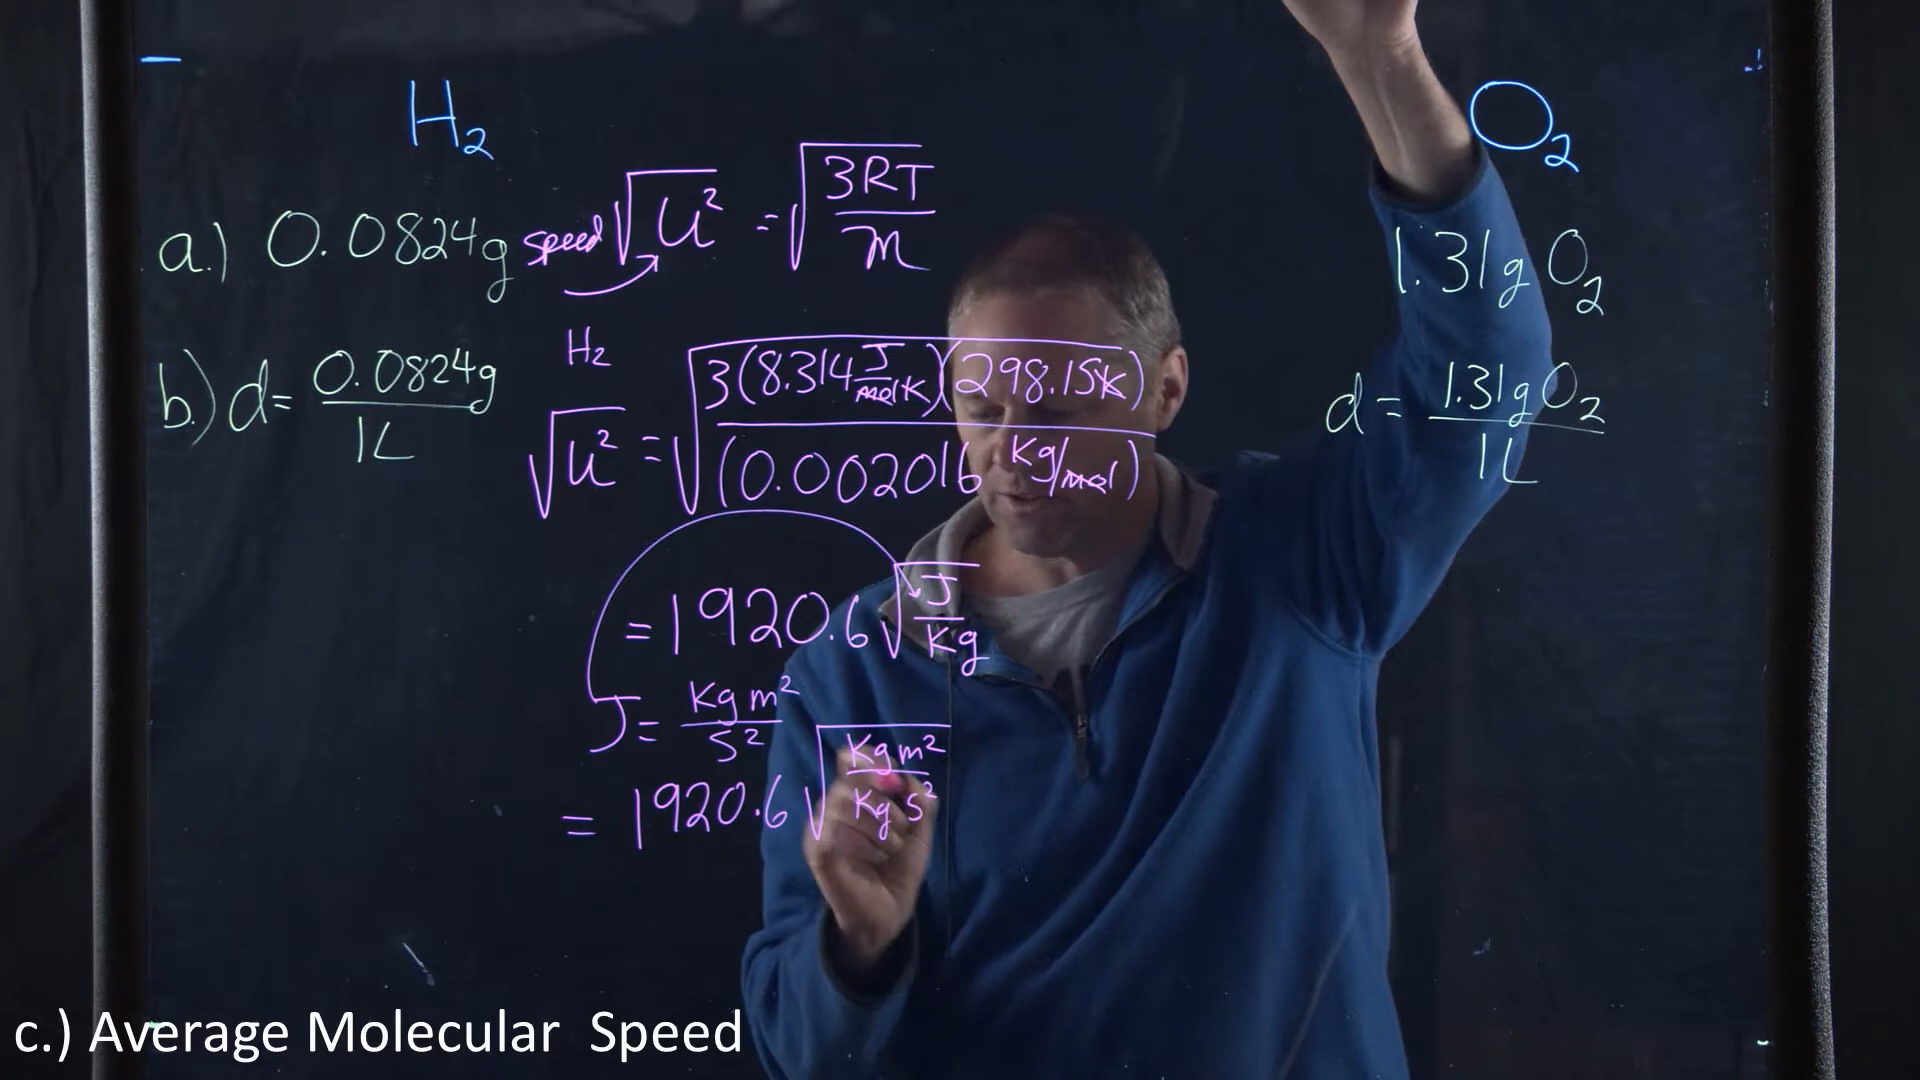 H₂
O₂
speed √u² = √(3RT / m)
a.) 0.0824g
1.31g O₂
H₂
b.) d = 0.0824g / 1L
√u² = √(3(8.314 J/mol K)(298.15K) / (0.002016 Kg/mol))
d = 1.31g O₂ / 1L
= 1920.6 √(J / Kg)
J = Kg m² / S²
= 1920.6 √(Kg m² / Kg S²)
c.) Average Molecular Speed